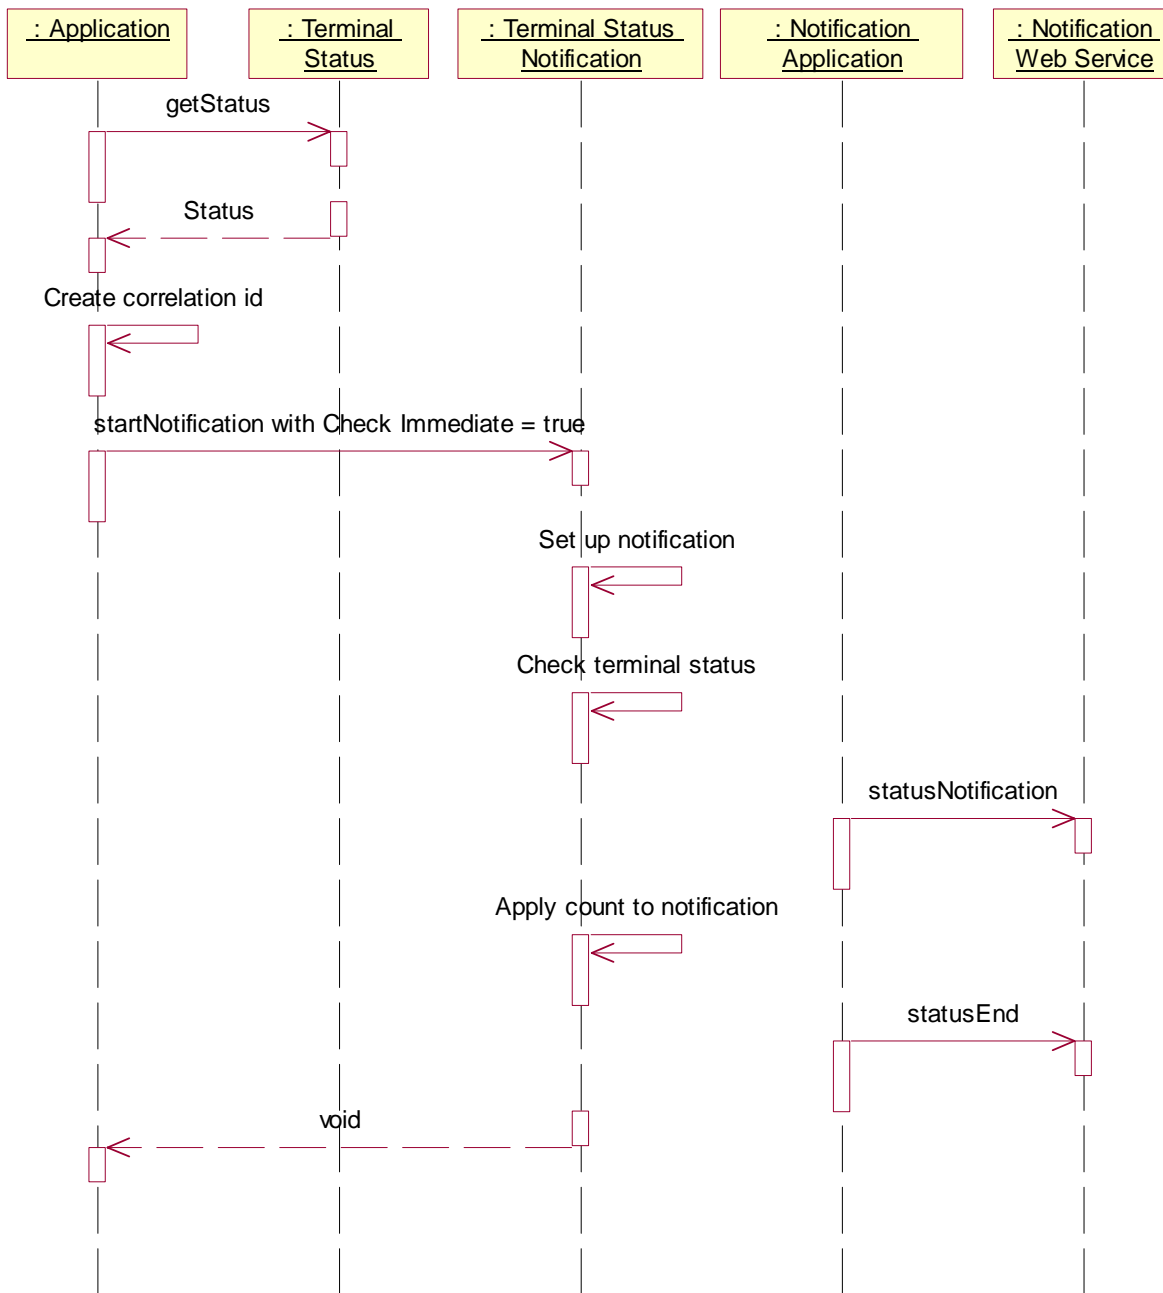 : Application
: Terminal
Status
: Terminal Status
Notification
: Notification
Application
: Notification
Web Service
getStatus
Status
Create correlation id
startNotification with Check Immediate = true
Set up notification
Check terminal status
statusNotification
Apply count to notification
statusEnd
void